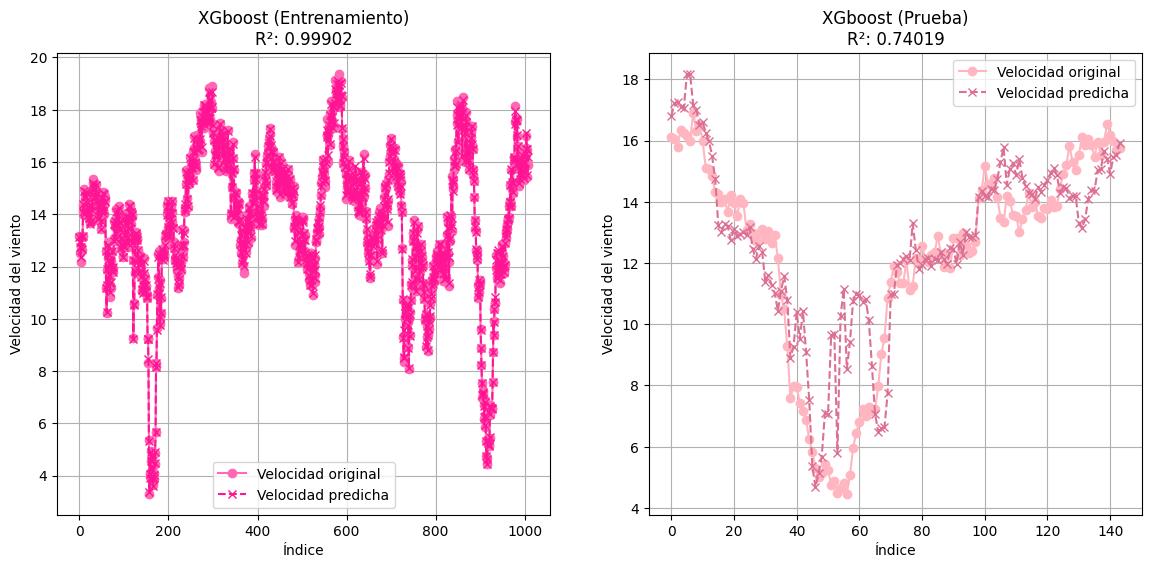 XGboost (Entrenamiento)
R²: 0.99902
Velocidad del viento
20
18
16
14
12
10
8
6
4
Velocidad original
Velocidad predicha
0
200
400
600
800
1000
Índice
XGboost (Prueba)
R²: 0.74019
Velocidad del viento
18
16
14
12
10
8
6
4
Velocidad original
Velocidad predicha
0
20
40
60
80
100
120
140
Índice